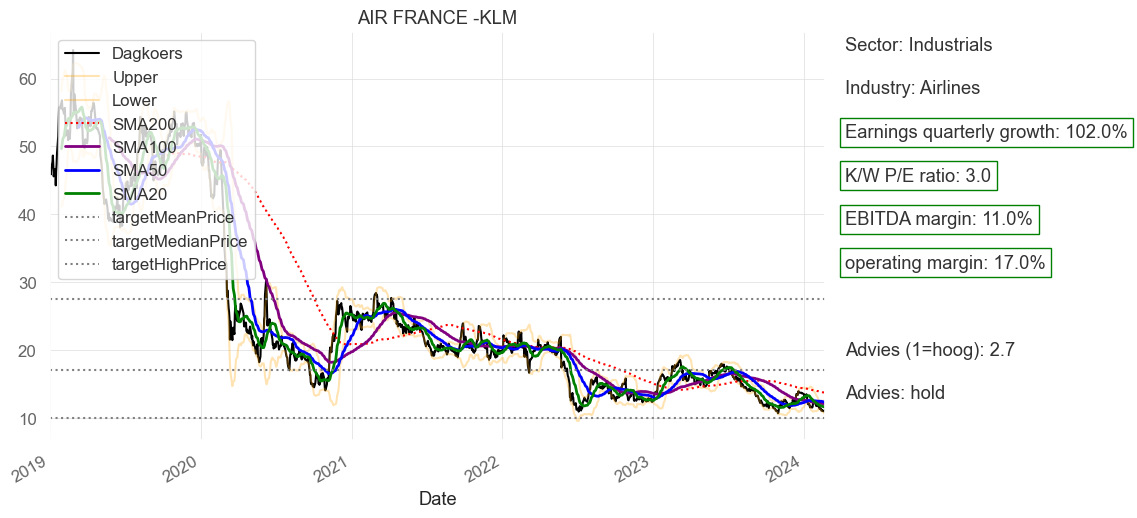 AIR FRANCE -KLM
Dagkoers
Upper
Lower
SMA200
SMA100
SMA50
SMA20
targetMeanPrice
targetMedianPrice
targetHighPrice
60
50
40
30
20
10
2019
2020
2021
2022
2023
2024
Date
Sector: Industrials
Industry: Airlines
Earnings quarterly growth: 102.0%
K/W P/E ratio: 3.0
EBITDA margin: 11.0%
operating margin: 17.0%
Advies (1=hoog): 2.7
Advies: hold